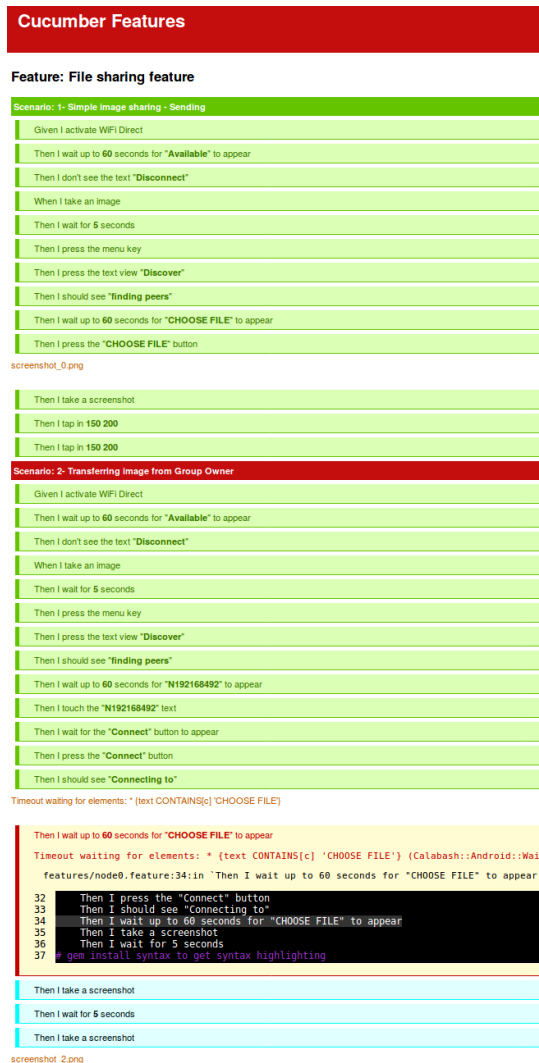 Cucumber Features
Feature: File sharing feature
Scenario: 1- Simple image sharing - Sending
Given I activate WiFi Direct
Then I wait up to 60 seconds for "Available" to appear
Then I don't see the text "Disconnect"
When I take an image
Then I wait for 5 seconds
Then I press the menu key
Then I press the text view "Discover"
Then I should see "finding peers"
Then I wait up to 60 seconds for "CHOOSE FILE" to appear
Then I press the "CHOOSE FILE" button
screenshot_0.png
Then I take a screenshot
Then I tap in 150 200
Then I tap in 150 200
Scenario: 2- Transferring image from Group Owner
Given I activate WiFi Direct
Then I wait up to 60 seconds for "Available" to appear
Then I don't see the text "Disconnect"
When I take an image
Then I wait for 5 seconds
Then I press the menu key
Then I press the text view "Discover"
Then I should see "finding peers"
Then I wait up to 60 seconds for "N192168492" to appear
Then I touch the "N192168492" text
Then I wait for the "Connect" button to appear
Then I press the "Connect" button
Then I should see "Connecting to"
Timeout waiting for elements: * {text CONTAINS[c] 'CHOOSE FILE'}
Then I wait up to 60 seconds for "CHOOSE FILE" to appear
Timeout waiting for elements: * {text CONTAINS[c] 'CHOOSE FILE'} (Calabash::Android::Wai
features/node0.feature:34:in `Then I wait up to 60 seconds for "CHOOSE FILE" to appear
32 Then I press the "Connect" button
33 Then I should see "Connecting to"
34 Then I wait up to 60 seconds for "CHOOSE FILE" to appear
35 Then I take a screenshot
36 Then I wait for 5 seconds
37 # gem install syntax to get syntax highlighting
Then I take a screenshot
Then I wait for 5 seconds
Then I take a screenshot
screenshot_2.png